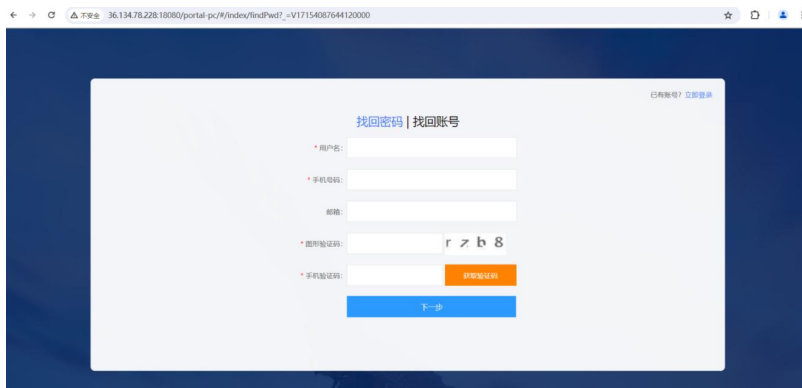 不安全 36.134.78.228:18080/portal-pc/#/index/findPwd?_=V17154087644120000
已有账号? 立即登录
找回密码 | 找回账号
* 用户名:
* 手机号码:
邮箱:
* 图形验证码: r z b 8
* 手机验证码: 获取验证码
下一步